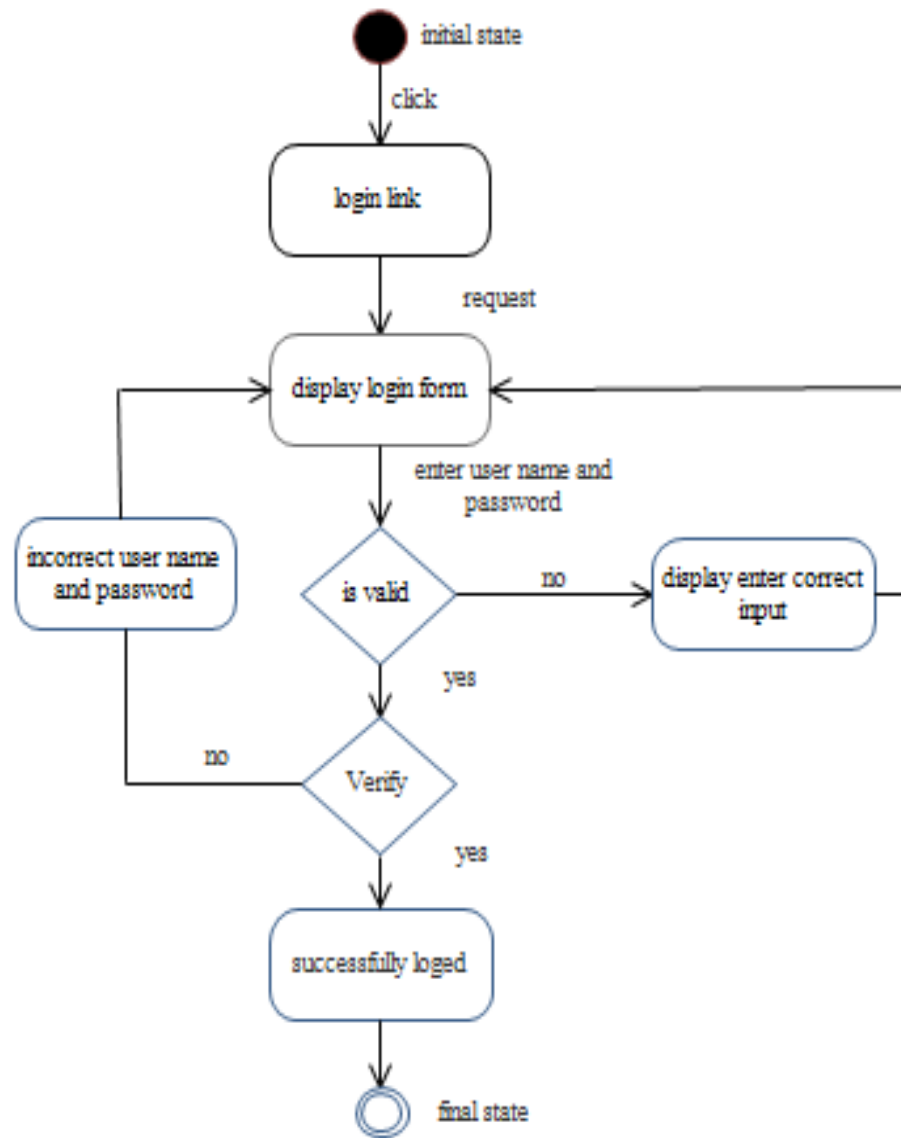 initial state
click
login link
request
display login form
enter user name and
password
incorrect user name
and password
is valid
no
display enter correct
input
yes
no
Verify
yes
successfully loged
final state